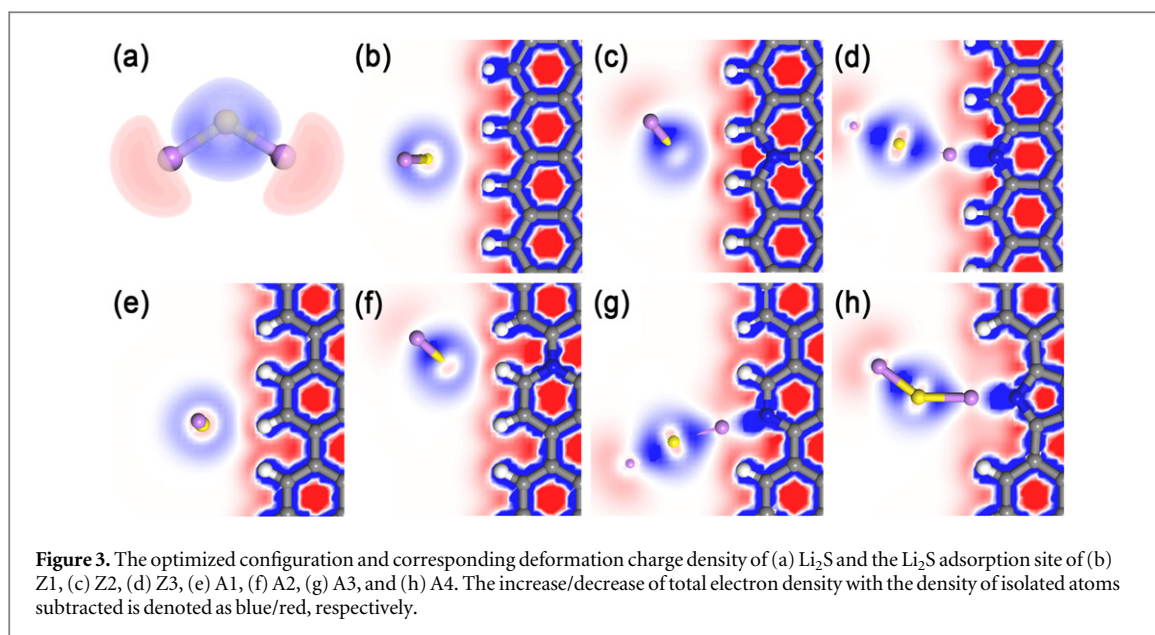 (a)
(b)
(c)
(d)
(e)
(f)
(g)
(h)
Figure 3. The optimized configuration and corresponding deformation charge density of (a) Li₂S and the Li₂S adsorption site of (b)
Z1, (c) Z2, (d) Z3, (e) A1, (f) A2, (g) A3, and (h) A4. The increase/decrease of total electron density with the density of isolated atoms
subtracted is denoted as blue/red, respectively.